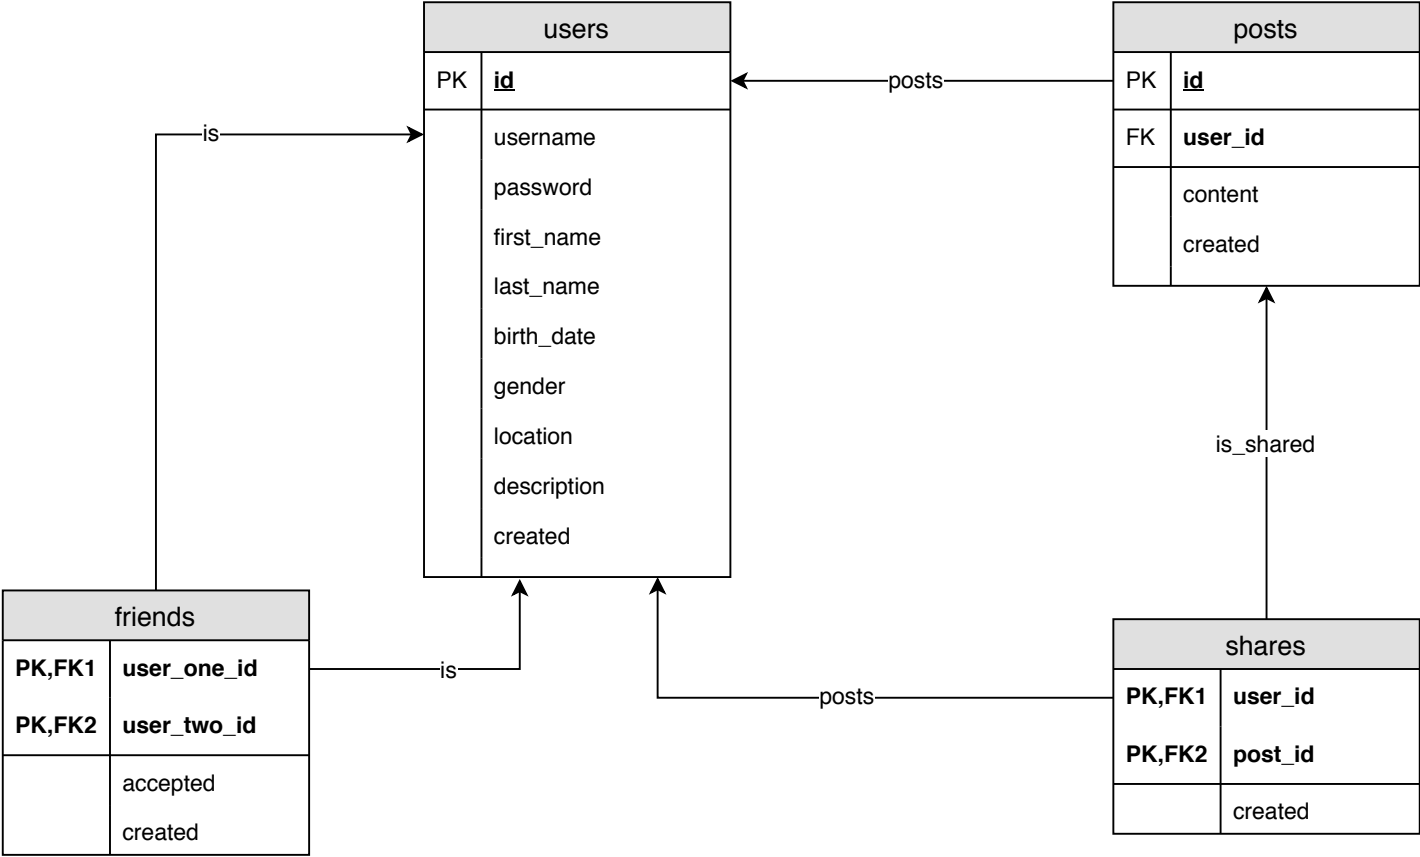 users
PK id
username
password
first_name
last_name
birth_date
gender
location
description
created
posts
PK id
FK user_id
content
created
posts
is
is_shared
friends
PK,FK1 user_one_id
PK,FK2 user_two_id
accepted
created
is
posts
shares
PK,FK1 user_id
PK,FK2 post_id
created